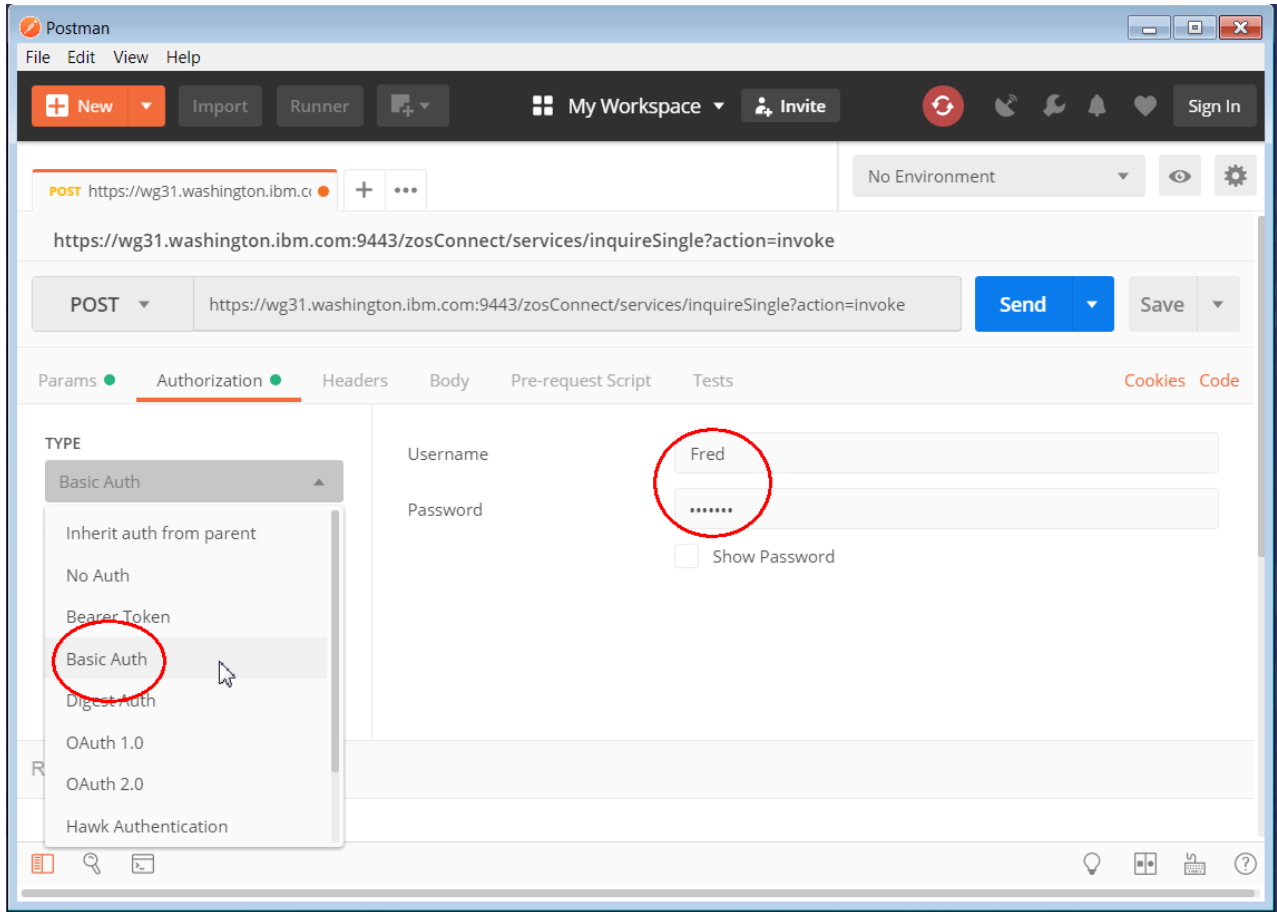 Postman
File Edit View Help
New Import Runner My Workspace Invite Sign In
POST https://wg31.washington.ibm.c
No Environment
https://wg31.washington.ibm.com:9443/zosConnect/services/inquireSingle?action=invoke
POST https://wg31.washington.ibm.com:9443/zosConnect/services/inquireSingle?action=invoke Send Save
Params Authorization Headers Body Pre-request Script Tests Cookies Code
TYPE
Basic Auth
Username Fred
Password •••••••
Show Password
Inherit auth from parent
No Auth
Bearer Token
Basic Auth
Digest Auth
OAuth 1.0
OAuth 2.0
Hawk Authentication
R